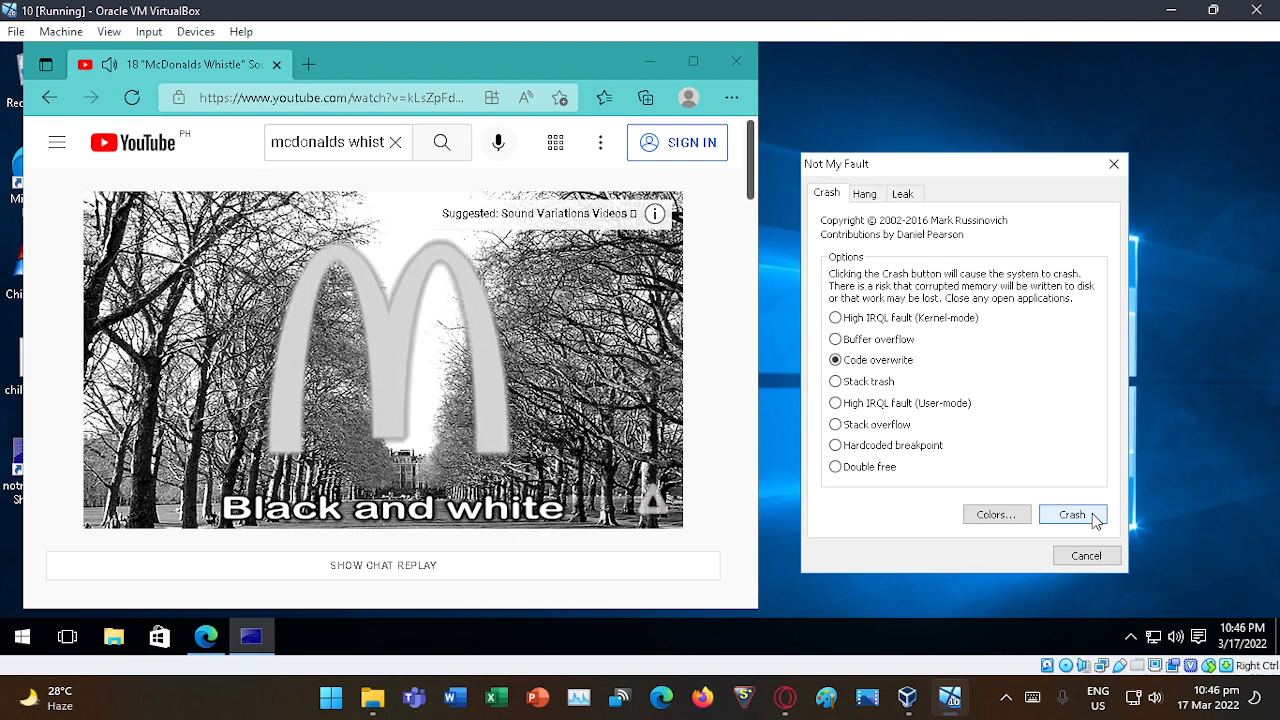 10 [Running] - Oracle VM VirtualBox
File Machine View Input Devices Help
18 "McDonalds Whistle" Sou
https://www.youtube.com/watch?v=kLsZpFd...
YouTube PH
mcdonalds whist
SIGN IN
Suggested: Sound Variations Videos
Black and white
SHOW CHAT REPLAY
Not My Fault
Crash Hang Leak
Copyright © 2002-2016 Mark Russinovich
Contributions by Daniel Pearson
Options
Clicking the Crash button will cause the system to crash.
There is a risk that corrupted memory will be written to disk
or that work may be lost. Close any open applications.
High IRQL fault (Kernel-mode)
Buffer overflow
Code overwrite
Stack trash
High IRQL fault (User-mode)
Stack overflow
Hardcoded breakpoint
Double free
Colors... Crash
Cancel
10:46 PM
3/17/2022
Right Ctrl
28°C
Haze
ENG
US
10:46 pm
17 Mar 2022